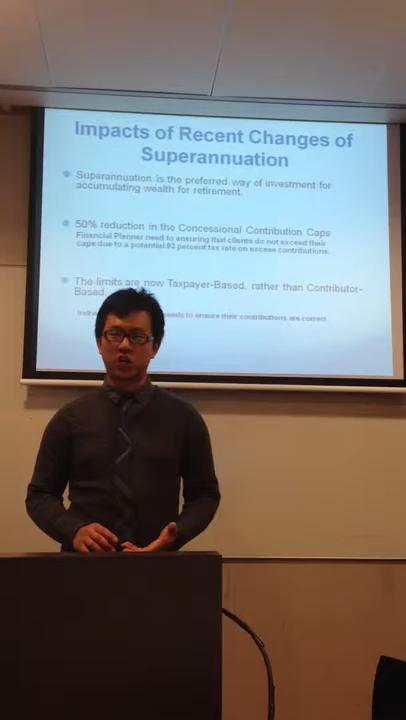 Impacts of Recent Changes of
Superannuation
Superannuation is the preferred way of investment for
accumulating wealth for retirement.
50% reduction in the Concessional Contribution Caps
Financial Planner need to ensuring that clients do not exceed their
caps due to a potential 93 percent tax rate on excess contributions.
The limits are now Taxpayer-Based, rather than Contributor-
Based.
needs to ensure their contributions are correct.